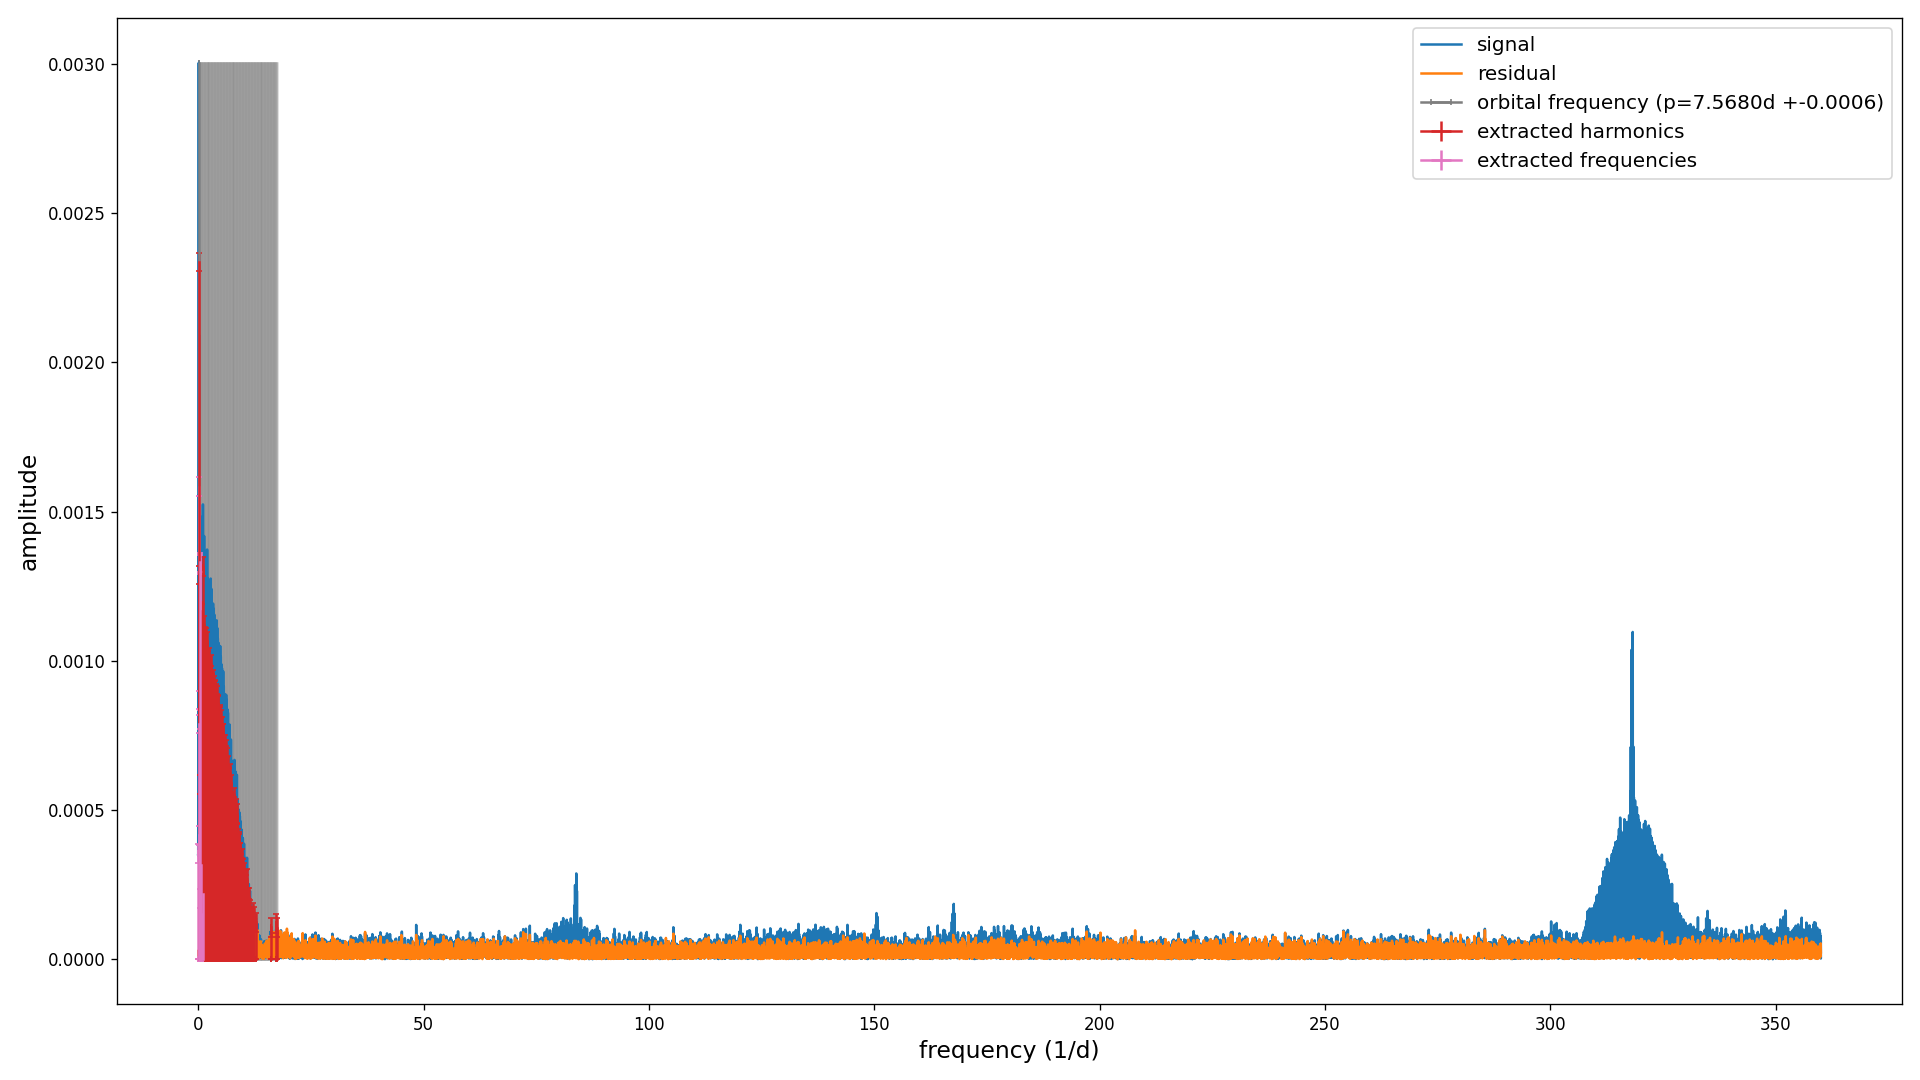 signal
residual
orbital frequency (p=7.5680d +-0.0006)
extracted harmonics
extracted frequencies
0.0030
0.0025
0.0020
0.0015
0.0010
0.0005
0.0000
amplitude
0 50 100 150 200 250 300 350
frequency (1/d)